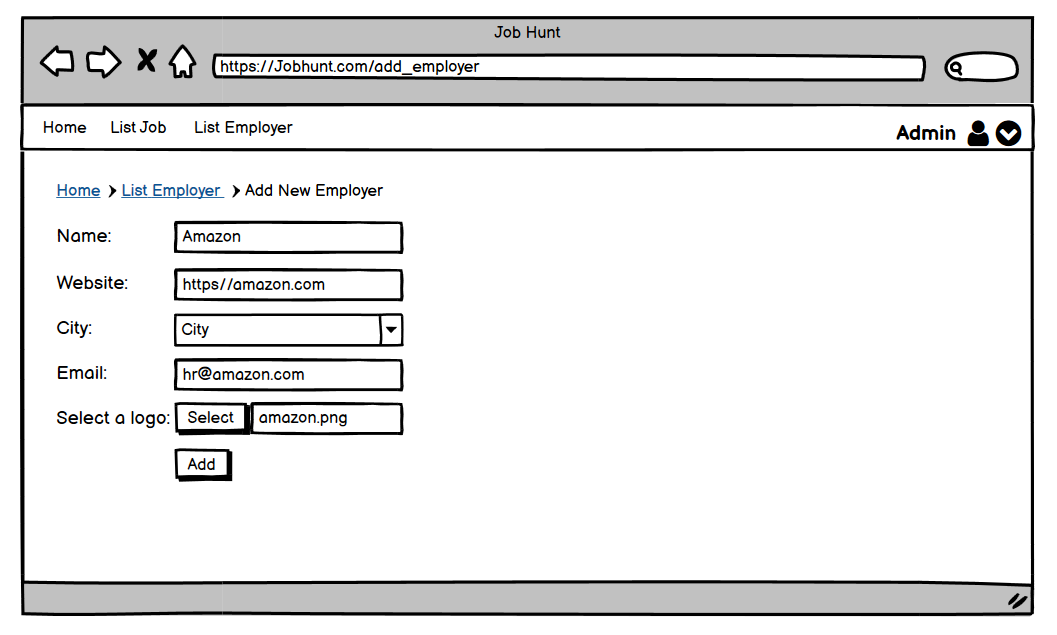 Job Hunt
https://Jobhunt.com/add_employer
Home List Job List Employer Admin
Home List Employer Add New Employer
Name: Amazon
Website: https//amazon.com
City: City
Email: hr@amazon.com
Select a logo: Select amazon.png
Add